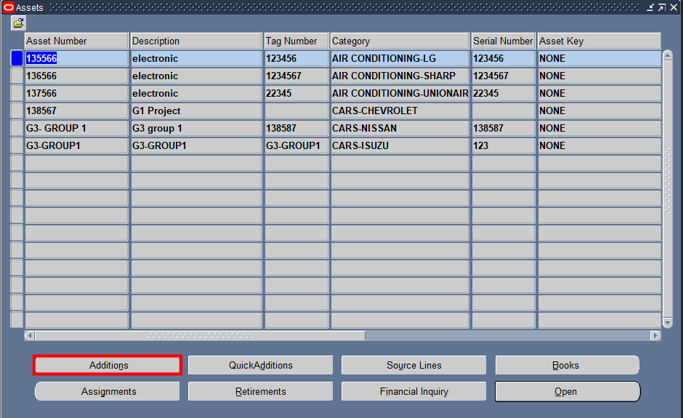 Assets
Asset Number Description Tag Number Category Serial Number Asset Key
135566 electronic 123456 AIR CONDITIONING-LG 123456 NONE
136566 electronic 1234567 AIR CONDITIONING-SHARP 1234567 NONE
137566 electronic 22345 AIR CONDITIONING-UNIONAIR 22345 NONE
138567 G1 Project CARS-CHEVROLET NONE
G3- GROUP 1 G3 group 1 138587 CARS-NISSAN 138587 NONE
G3-GROUP1 G3-GROUP1 G3-GROUP1 CARS-ISUZU 123 NONE
Additions QuickAdditions Source Lines Books
Assignments Retirements Financial Inquiry Open